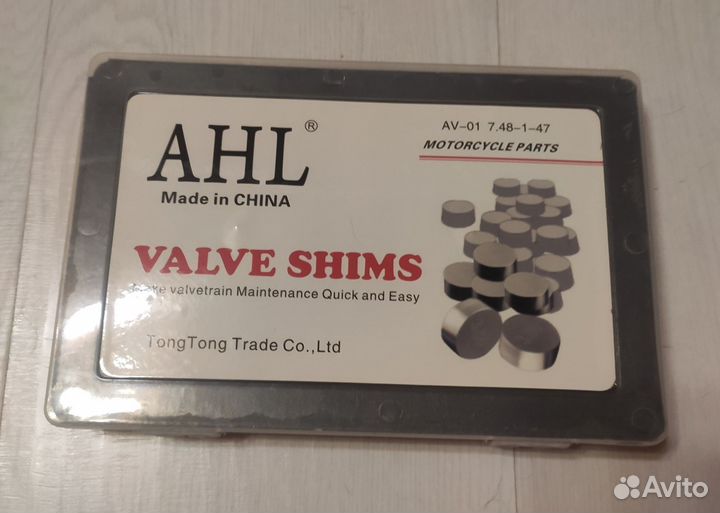 AHL®
Made in CHINA
AV-01 7.48-1-47
MOTORCYCLE PARTS
VALVE SHIMS
valvetrain Maintenance Quick and Easy
TongTong Trade Co.,Ltd
Avito